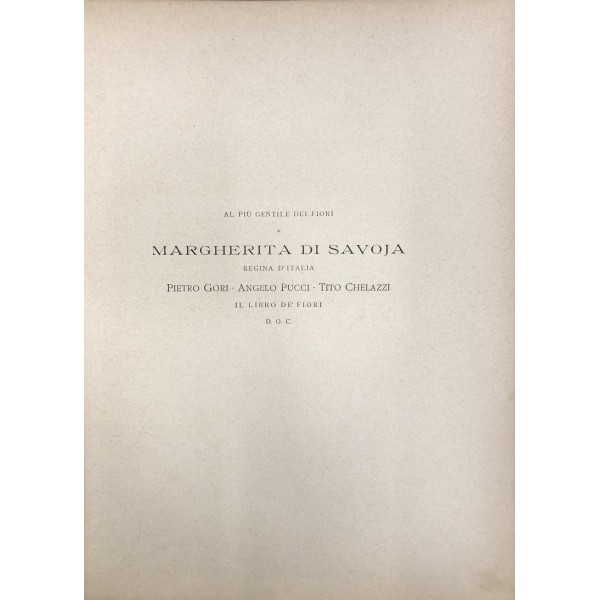 AL PIÙ GENTILE DEI FIORI
A
MARGHERITA DI SAVOJA
REGINA D'ITALIA
PIETRO GORI - ANGELO PUCCI - TITO CHELAZZI
IL LIBRO DE' FIORI
D. O. C.